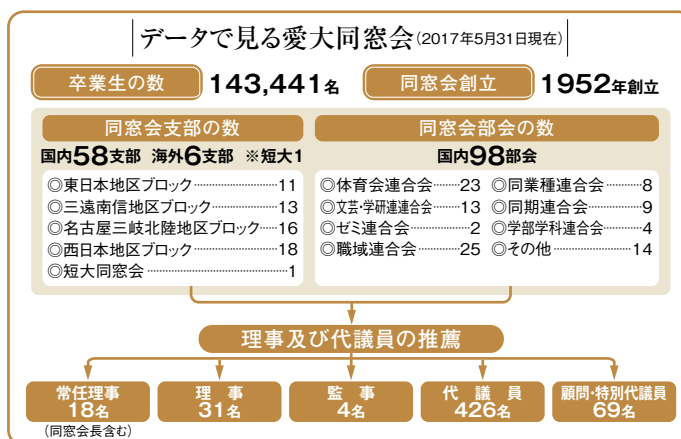 データで見る愛大同窓会(2017年5月31日現在)
卒業生の数 143,441名 同窓会創立 1952年創立
同窓会支部の数
国内58支部 海外6支部 ※短大1
◎東日本地区ブロック 11
◎三遠南信地区ブロック 13
◎名古屋三岐北陸地区ブロック 16
◎西日本地区ブロック 18
◎短大同窓会 1
同窓会部会の数
国内98部会
◎体育会連合会 23 ◎同業種連合会 8
◎文芸・学研連連合会 13 ◎同期連合会 9
◎ゼミ連合会 2 ◎学部学科連合会 4
◎職域連合会 25 ◎その他 14
理事及び代議員の推薦
常任理事
18名
(同窓会長含む)
理事
31名
監事
4名
代議員
426名
顧問・特別代議員
69名